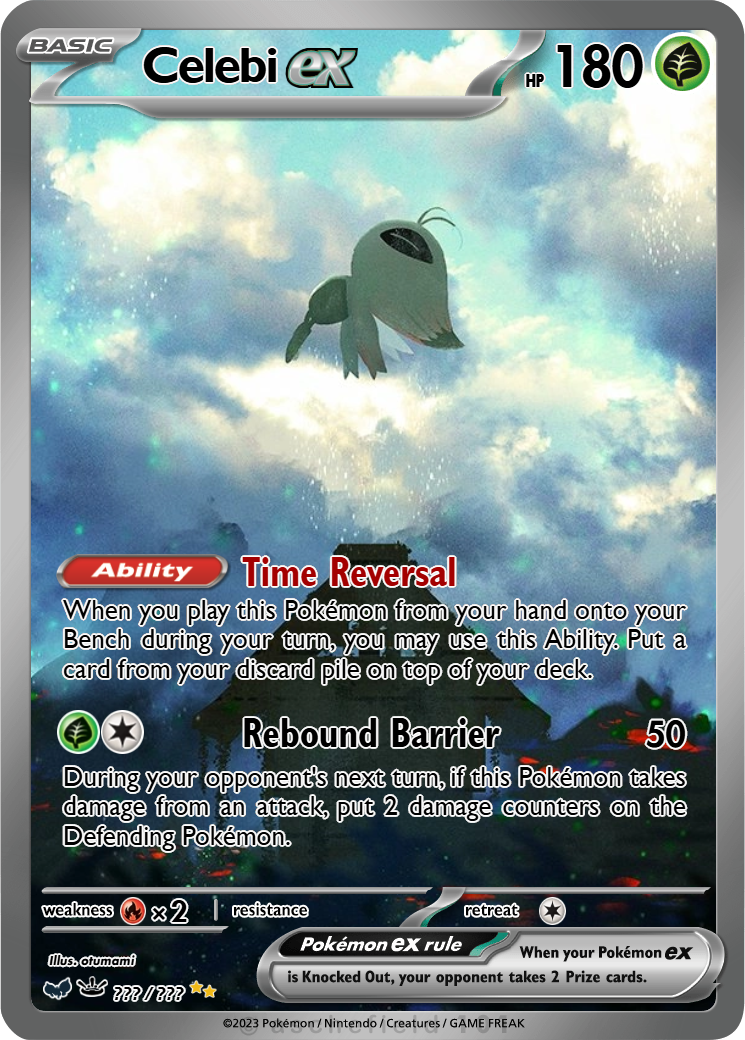 BASIC
Celebi ex
HP 180
Ability Time Reversal
When you play this Pokémon from your hand onto your
Bench during your turn, you may use this Ability. Put a
card from your discard pile on top of your deck.
Rebound Barrier 50
During your opponent's next turn, if this Pokémon takes
damage from an attack, put 2 damage counters on the
Defending Pokémon.
weakness ×2 resistance retreat
Pokémon ex rule
When your Pokémon ex
is Knocked Out, your opponent takes 2 Prize cards.
Illus. otumami
???/???
©2023 Pokémon / Nintendo / Creatures / GAME FREAK